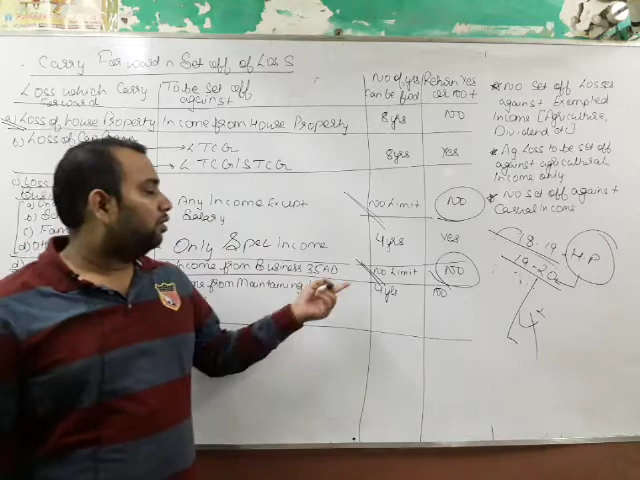 Carry Forward n Set off of Loss
Loss which Carry
Forward
To be set off
against
No of yrs
can be fwd
Return Yes
or no +
a) Loss of house Property
Income from House Property
8 yrs
NO
b) Loss of
LTCG
LTCG/STCG
8 yrs
Yes
c) Loss
Any Income Except
Salary
No Limit
NO
Only Spel income
4 yrs
Yes
d)
Income from Business 35AD
No Limit
NO
from Maintaining
4 yrs
NO
* No Set off Losses
against Exempted
Income (Agriculture,
Dividend etc)
* Ag Loss to be set off
against agricultural
income only
* No set off against
Casual Income
18-19
19-20
H.P